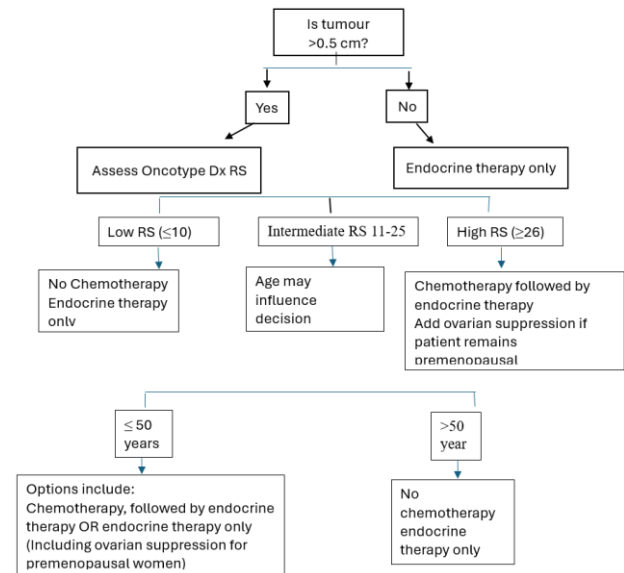 Is tumour
>0.5 cm?
Yes
No
Assess Oncotype Dx RS
Endocrine therapy only
Low RS (≤10)
Intermediate RS 11-25
High RS (≥26)
No Chemotherapy
Endocrine therapy
only
Age may
influence
decision
Chemotherapy followed by
endocrine therapy
Add ovarian suppression if
patient remains
premenopausal
≤ 50
years
>50
year
Options include:
Chemotherapy, followed by endocrine
therapy OR endocrine therapy only
(Including ovarian suppression for
premenopausal women)
No
chemotherapy
endocrine
therapy only